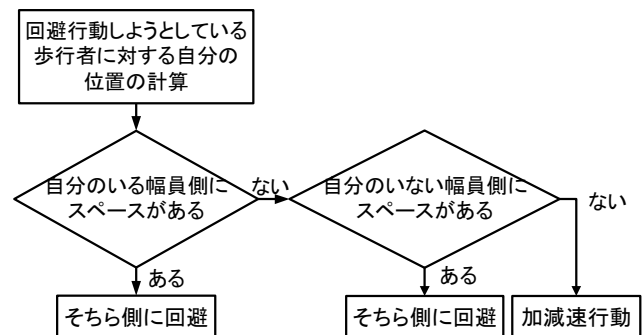 回避行動しようとしている
歩行者に対する自分の
位置の計算
自分のいる幅員側に
スペースがある
ない
自分のいない幅員側に
スペースがある
ない
ある
ある
そちら側に回避
そちら側に回避
加減速行動